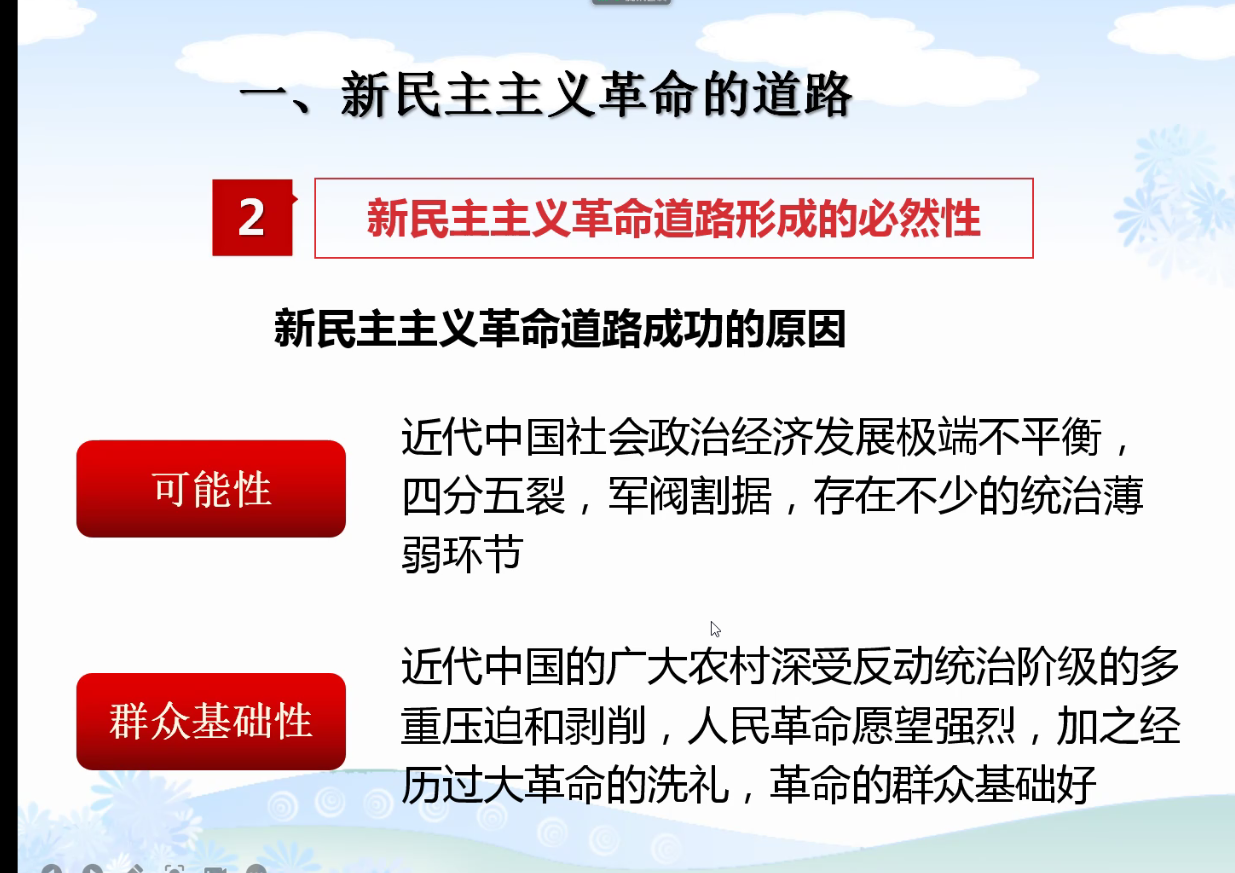 一、新民主主义革命的道路
2
新民主主义革命道路形成的必然性
新民主主义革命道路成功的原因
可能性
近代中国社会政治经济发展极端不平衡，
四分五裂，军阀割据，存在不少的统治薄
弱环节
群众基础性
近代中国的广大农村深受反动统治阶级的多
重压迫和剥削，人民革命愿望强烈，加之经
历过大革命的洗礼，革命的群众基础好